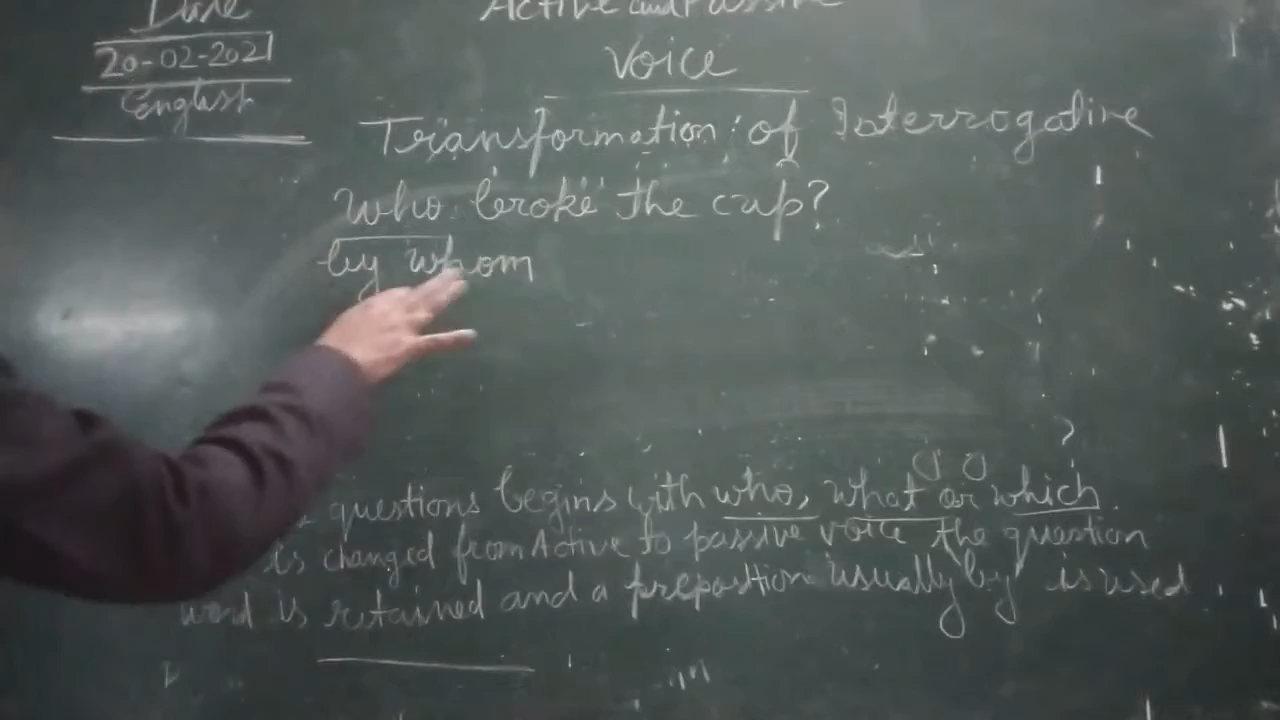 Date
20-02-2021
English
Active and Passive
Voice
Transformation of Interrogative
Who broke the cup?
by whom
questions begins with who, what or which.
is changed from Active to passive voice the question
word is retained and a preposition usually by is used